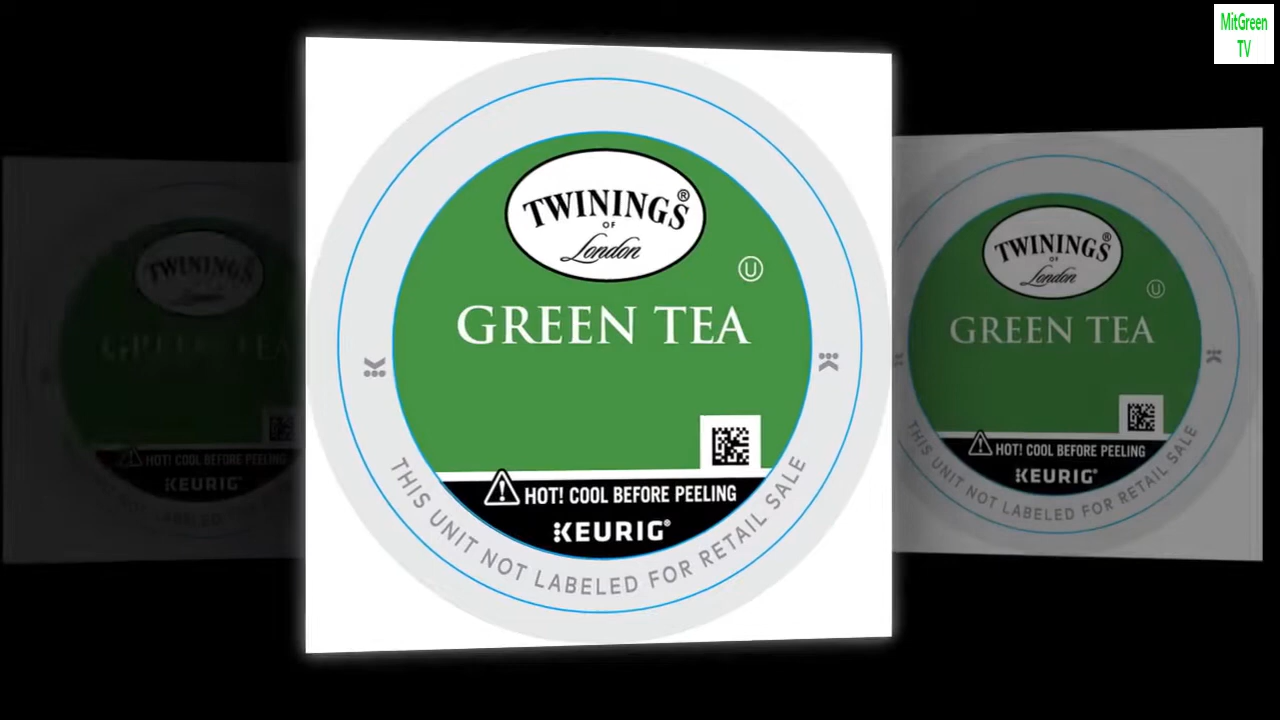 MitGreen
TV
TWININGS®
OF
London
U
GREEN TEA
HOT! COOL BEFORE PEELING
KEURIG®
THIS UNIT NOT LABELED FOR RETAIL SALE
TWININGS®
OF
London
U
GREEN TEA
HOT! COOL BEFORE PEELING
KEURIG®
THIS UNIT NOT LABELED FOR RETAIL SALE
TWININGS
GREEN TEA
HOT! COOL BEFORE PEELING
KEURIG